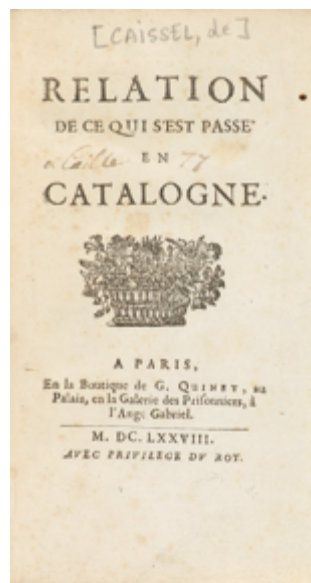 [CAISSEL, de]
RELATION
DE CE QUI S'EST PASSE'
EN
CATALOGNE.
A PARIS,
En la Boutique de G. QUINET, au
Palais, en la Galerie des Prisonniers, à
l'Ange Gabriel.
M. DC. LXXVIII.
AVEC PRIVILEGE DV ROY.